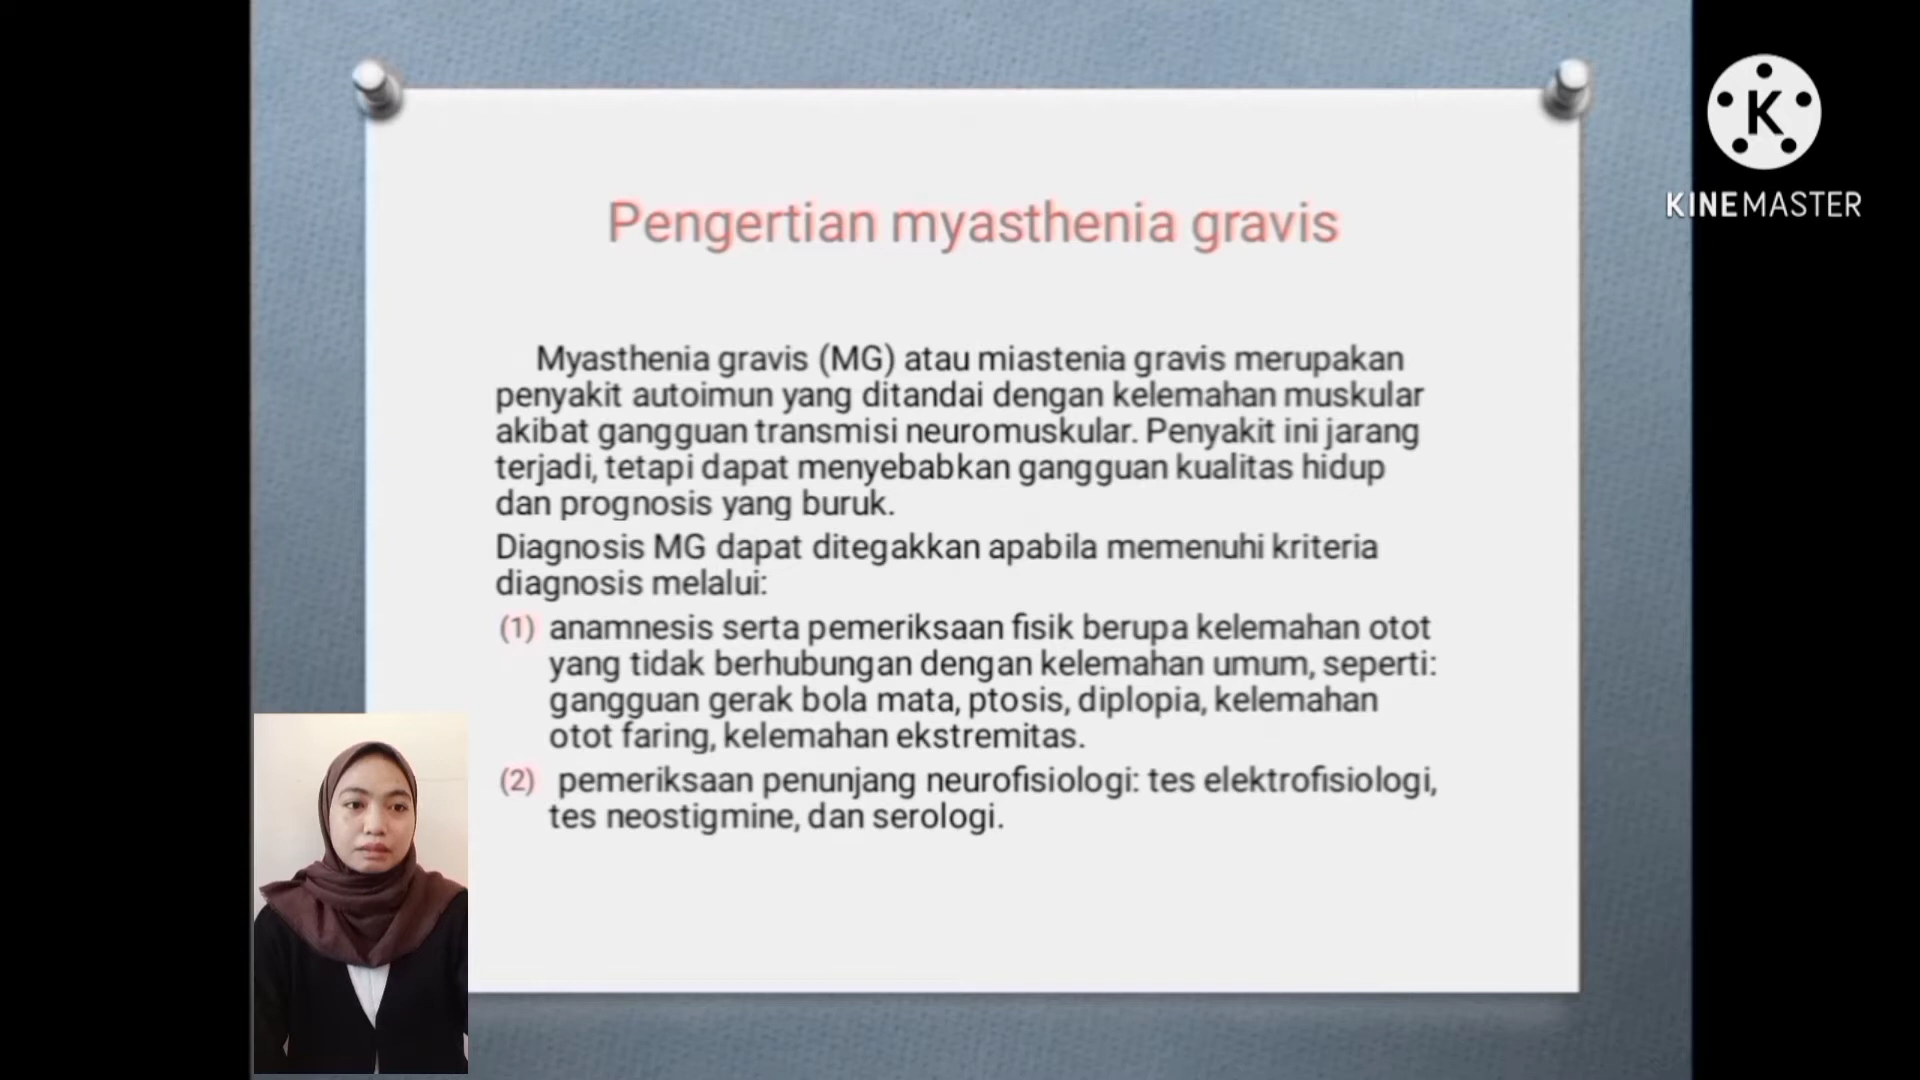 Pengertian myasthenia gravis
Myasthenia gravis (MG) atau miastenia gravis merupakan
penyakit autoimun yang ditandai dengan kelemahan muskular
akibat gangguan transmisi neuromuskular. Penyakit ini jarang
terjadi, tetapi dapat menyebabkan gangguan kualitas hidup
dan prognosis yang buruk.
Diagnosis MG dapat ditegakkan apabila memenuhi kriteria
diagnosis melalui:
(1) anamnesis serta pemeriksaan fisik berupa kelemahan otot
yang tidak berhubungan dengan kelemahan umum, seperti:
gangguan gerak bola mata, ptosis, diplopia, kelemahan
otot faring, kelemahan ekstremitas.
(2) pemeriksaan penunjang neurofisiologi: tes elektrofisiologi,
tes neostigmine, dan serologi.
K
KINEMASTER